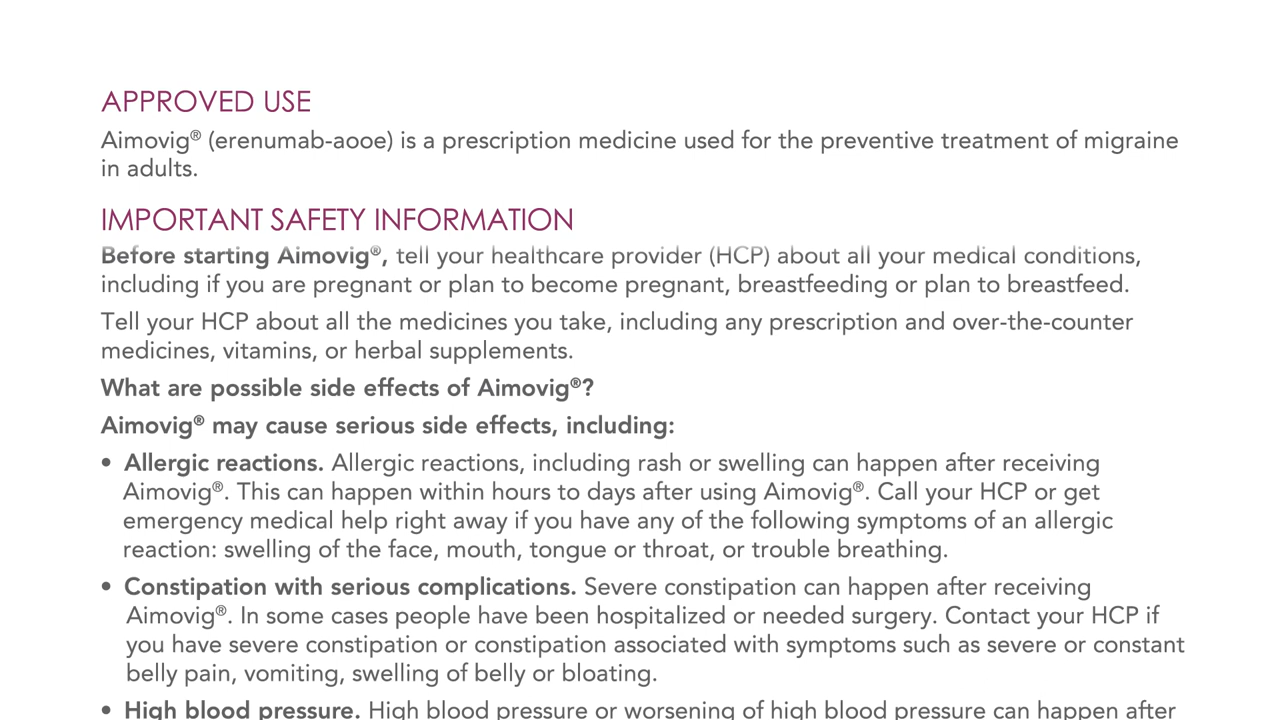 APPROVED USE
Aimovig® (erenumab-aooe) is a prescription medicine used for the preventive treatment of migraine
in adults.
IMPORTANT SAFETY INFORMATION
Before starting Aimovig®, tell your healthcare provider (HCP) about all your medical conditions,
including if you are pregnant or plan to become pregnant, breastfeeding or plan to breastfeed.
Tell your HCP about all the medicines you take, including any prescription and over-the-counter
medicines, vitamins, or herbal supplements.
What are possible side effects of Aimovig®?
Aimovig® may cause serious side effects, including:
• Allergic reactions. Allergic reactions, including rash or swelling can happen after receiving
Aimovig®. This can happen within hours to days after using Aimovig®. Call your HCP or get
emergency medical help right away if you have any of the following symptoms of an allergic
reaction: swelling of the face, mouth, tongue or throat, or trouble breathing.
• Constipation with serious complications. Severe constipation can happen after receiving
Aimovig®. In some cases people have been hospitalized or needed surgery. Contact your HCP if
you have severe constipation or constipation associated with symptoms such as severe or constant
belly pain, vomiting, swelling of belly or bloating.
• High blood pressure. High blood pressure or worsening of high blood pressure can happen after